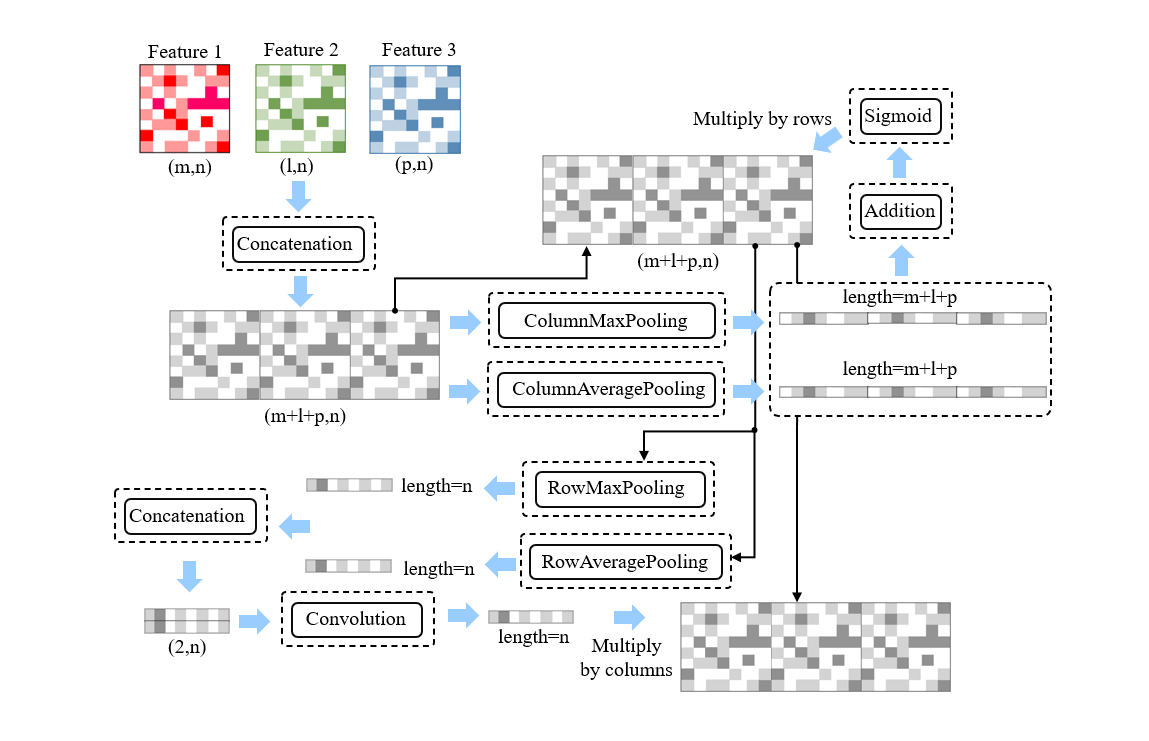 Feature 1
Feature 2
Feature 3
(m,n)
(l,n)
(p,n)
Multiply by rows
Sigmoid
Addition
Concatenation
(m+l+p,n)
length=m+l+p
ColumnMaxPooling
length=m+l+p
ColumnAveragePooling
(m+l+p,n)
RowMaxPooling
length=n
Concatenation
RowAveragePooling
length=n
Convolution
length=n
(2,n)
Multiply
by columns